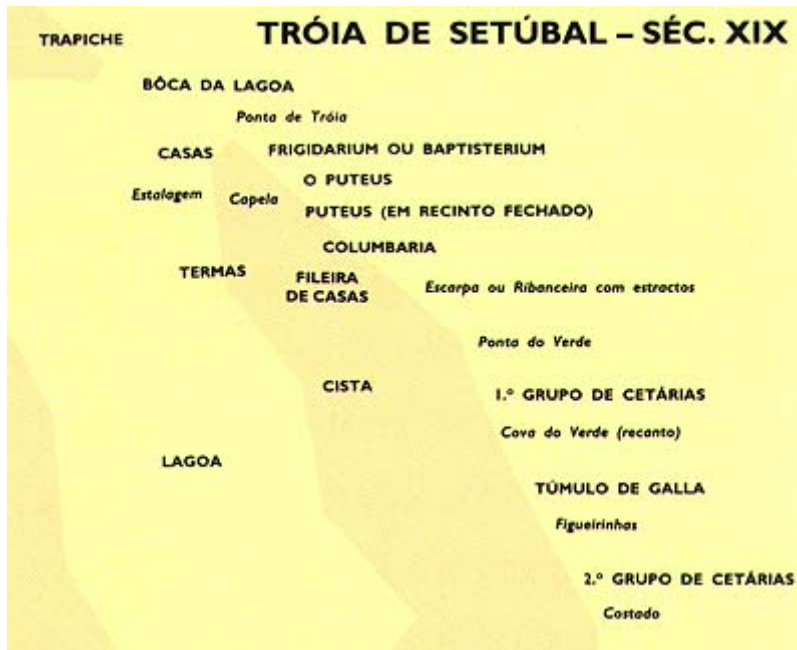 TRÓIA DE SETÚBAL – SÉC. XIX
TRAPICHE
BÔCA DA LAGOA
Ponta de Tróia
CASAS
FRIGIDARIUM OU BAPTISTERIUM
O PUTEUS
Estalagem
Capela
PUTEUS (EM RECINTO FECHADO)
COLUMBARIA
TERMAS
FILEIRA
DE CASAS
Escarpa ou Ribanceira com estractos
Ponta do Verde
CISTA
1.º GRUPO DE CETÁRIAS
Cova do Verde (recanto)
LAGOA
TÚMULO DE GALLA
Figueirinhas
2.º GRUPO DE CETÁRIAS
Costado